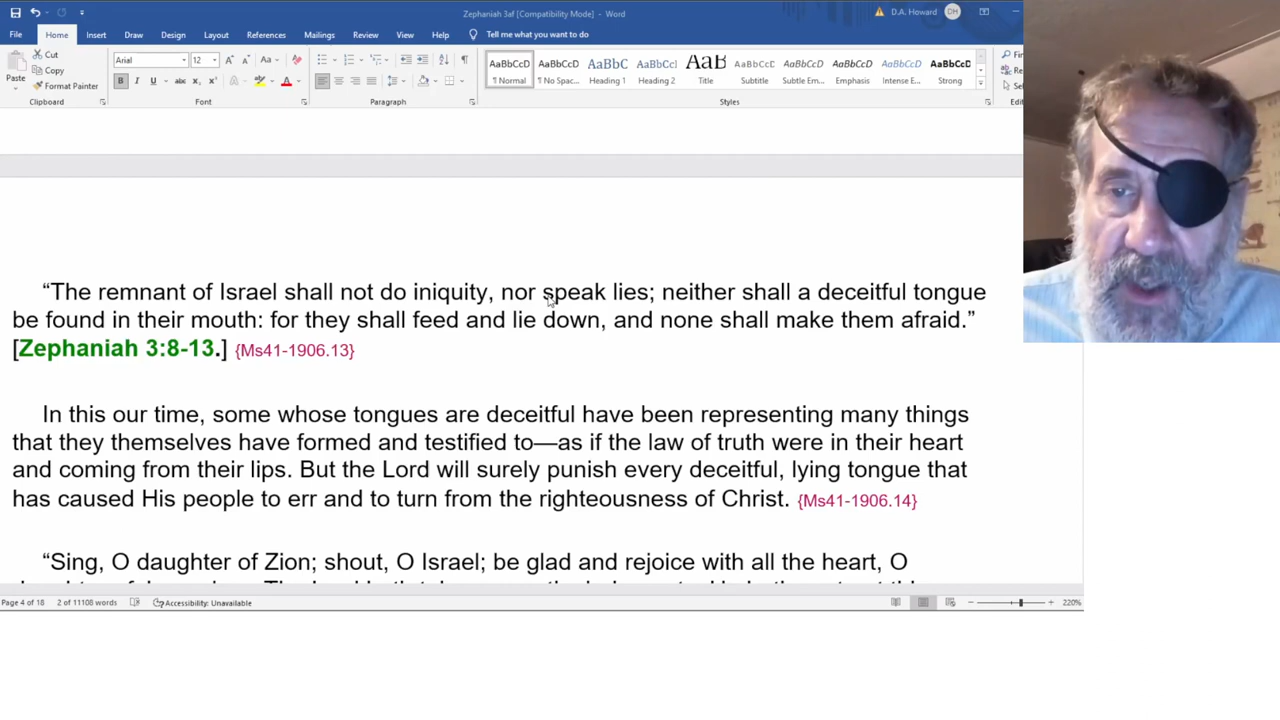 Zephaniah 3af [Compatibility Mode] - Word
D.A. Howard
DH
File Home Insert Draw Design Layout References Mailings Review View Help Tell me what you want to do
Paste
Cut
Copy
Format Painter
Clipboard
Arial 12
Font
Paragraph
AaBbCcD AaBbCcD AaBbC AaBbCcC AaB AaBbCcD AaBbCcD AaBbCcD AaBbCcD AaBbCcD
¶ Normal ¶ No Spac... Heading 1 Heading 2 Title Subtitle Subtle Em... Emphasis Intense E... Strong
Styles
“The remnant of Israel shall not do iniquity, nor speak lies; neither shall a deceitful tongue
be found in their mouth: for they shall feed and lie down, and none shall make them afraid.”
[Zephaniah 3:8-13.] {Ms41-1906.13}
In this our time, some whose tongues are deceitful have been representing many things
that they themselves have formed and testified to—as if the law of truth were in their heart
and coming from their lips. But the Lord will surely punish every deceitful, lying tongue that
has caused His people to err and to turn from the righteousness of Christ. {Ms41-1906.14}
“Sing, O daughter of Zion; shout, O Israel; be glad and rejoice with all the heart, O
Page 4 of 18 2 of 11108 words Accessibility: Unavailable 220%